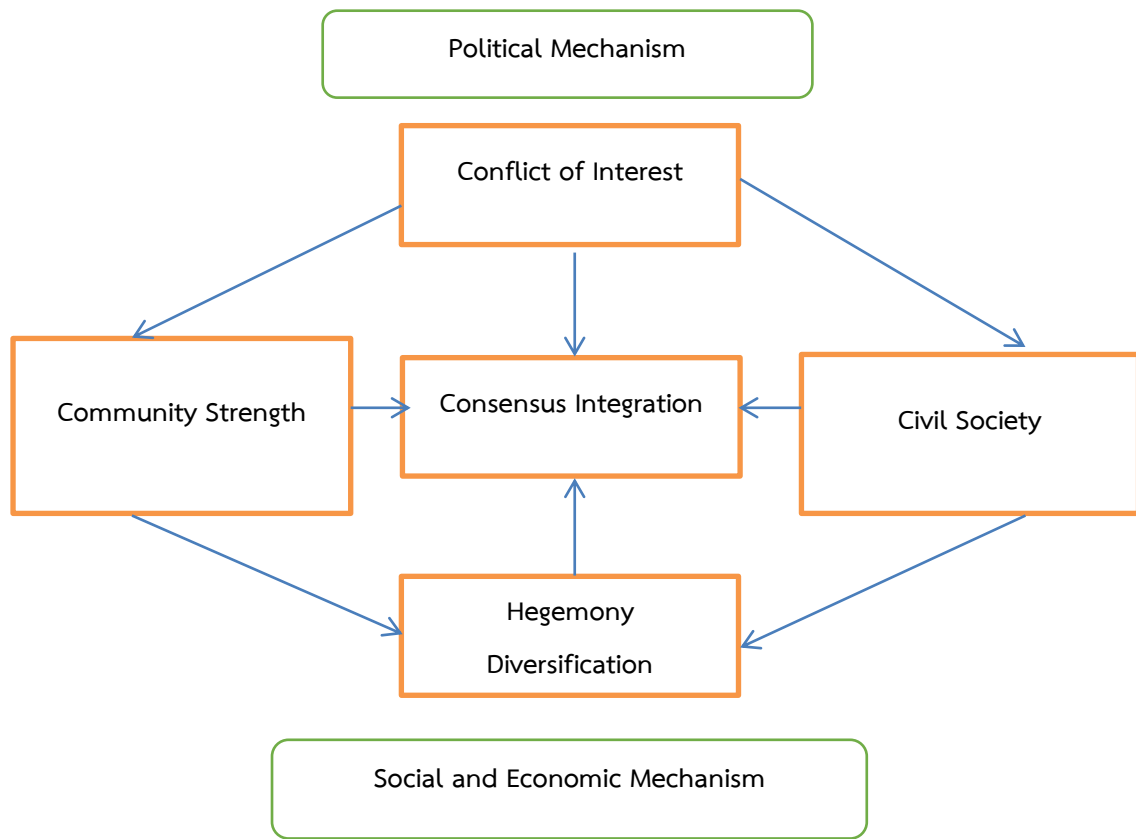 Political Mechanism
Conflict of Interest
Community Strength
Consensus Integration
Civil Society
Hegemony
Diversification
Social and Economic Mechanism